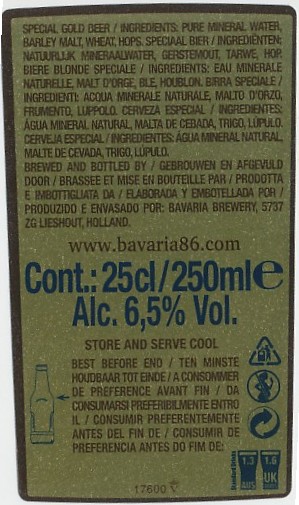 SPECIAL GOLD BEER / INGREDIENTS: PURE MINERAL WATER,
BARLEY MALT, WHEAT, HOPS. SPECIAAL BIER / INGREDIËNTEN:
NATUURLIJK MINERAALWATER, GERSTEMOUT, TARWE, HOP.
BIERE BLONDE SPECIALE / INGREDIENTS: EAU MINERALE
NATURELLE, MALT D'ORGE, BLE, HOUBLON. BIRRA SPECIALE /
INGREDIENTI: ACQUA MINERALE NATURALE, MALTO D'ORZO,
FRUMENTO, LUPPOLO. CERVEZA ESPECIAL / INGREDIENTES:
ÁGUA MINERAL NATURAL, MALTA DE CEBADA, TRIGO, LÚPULO.
CERVEJA ESPECIAL / INGREDIENTES: ÁGUA MINERAL NATURAL,
MALTE DE CEVADA, TRIGO, LÚPULO.
BREWED AND BOTTLED BY / GEBROUWEN EN AFGEVULD
DOOR / BRASSEE ET MISE EN BOUTEILLE PAR / PRODOTTA
E IMBOTTIGLIATA DA / ELABORADA Y EMBOTELLADA POR /
PRODUZIDO E ENVASADO POR: BAVARIA BREWERY, 5737
ZG LIESHOUT, HOLLAND.
www.bavaria86.com
Cont.: 25cl/250ml e
Alc. 6,5% Vol.
STORE AND SERVE COOL
BEST BEFORE END / TEN MINSTE
HOUDBAAR TOT EINDE / A CONSOMMER
DE PREFERENCE AVANT FIN / DA
CONSUMARSI PREFERIBILMENTE ENTRO
IL / CONSUMIR PREFERENTEMENTE
ANTES DEL FIN DE / CONSUMIR DE
PREFERENCIA ANTES DO FIM DE:
Standard Drinks
1.3 AUS
1.6 UK
17600